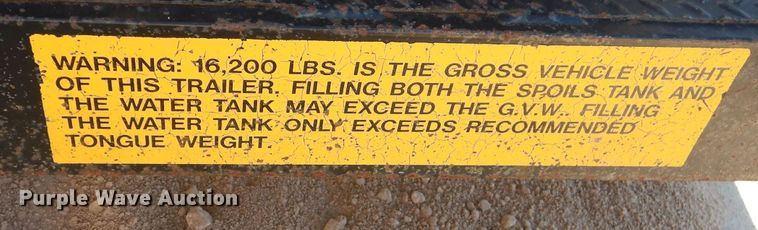 WARNING: 16,200 LBS. IS THE GROSS VEHICLE WEIGHT
OF THIS TRAILER. FILLING BOTH THE SPOILS TANK AND
THE WATER TANK MAY EXCEED THE G.V.W.. FILLING
THE WATER TANK ONLY EXCEEDS RECOMMENDED
TONGUE WEIGHT.
Purple Wave Auction